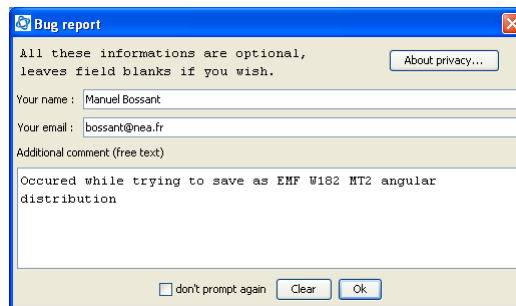 Bug report
All these informations are optional,
leaves field blanks if you wish.
About privacy...
Your name : Manuel Bossant
Your email : bossant@nea.fr
Additional comment (free text)
Occured while trying to save as EMF W182 MT2 angular
distribution
don't prompt again Clear Ok